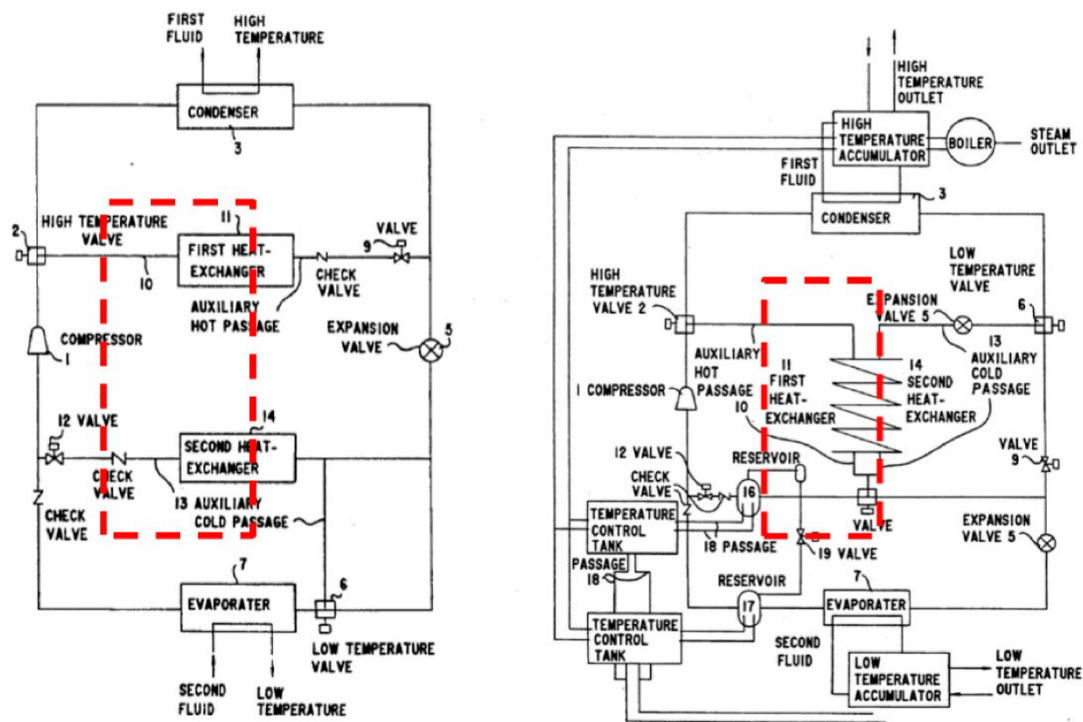 FIRST
FLUID
HIGH
TEMPERATURE
CONDENSER
3
HIGH TEMPERATURE
VALVE
2
11
FIRST HEAT-
EXCHANGER
10
9
VALVE
CHECK
VALVE
AUXILIARY
HOT PASSAGE
COMPRESSOR
1
EXPANSION
VALVE
5
12 VALVE
14
SECOND HEAT-
EXCHANGER
CHECK
VALVE
13
AUXILIARY
COLD PASSAGE
CHECK
VALVE
7
EVAPORATER
6
LOW TEMPERATURE
VALVE
SECOND
FLUID
LOW
TEMPERATURE
HIGH
TEMPERATURE
OUTLET
HIGH
TEMPERATURE
ACCUMULATOR
BOILER
STEAM
OUTLET
FIRST
FLUID
3
CONDENSER
HIGH
TEMPERATURE
VALVE 2
LOW
TEMPERATURE
VALVE
EXPANSION
VALVE 5
6
AUXILIARY
HOT
PASSAGE
13
AUXILIARY
COLD
PASSAGE
1 COMPRESSOR
11
FIRST
HEAT-
EXCHANGER
10
14
SECOND
HEAT-
EXCHANGER
12 VALVE
CHECK
VALVE
RESERVOIR
16
VALVE
9
VALVE
TEMPERATURE
CONTROL
TANK
18 PASSAGE
19 VALVE
EXPANSION
VALVE 5
PASSAGE
18
RESERVOIR
17
7
EVAPORATER
TEMPERATURE
CONTROL
TANK
SECOND
FLUID
LOW
TEMPERATURE
ACCUMULATOR
LOW
TEMPERATURE
OUTLET